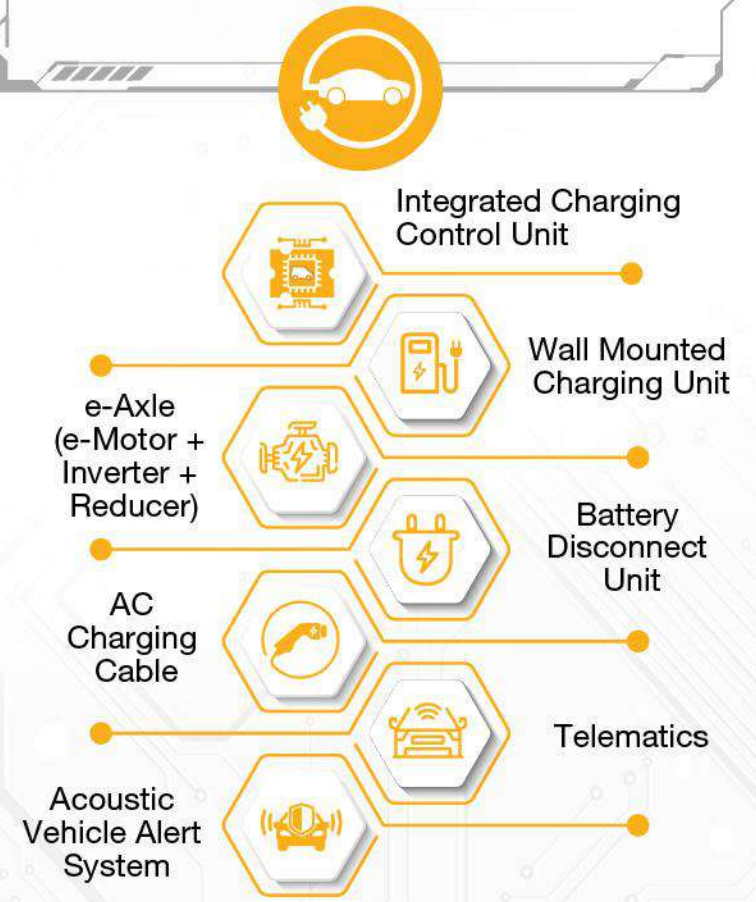 Integrated Charging
Control Unit
Wall Mounted
Charging Unit
e-Axle
(e-Motor +
Inverter +
Reducer)
Battery
Disconnect
Unit
AC
Charging
Cable
Telematics
Acoustic
Vehicle Alert
System